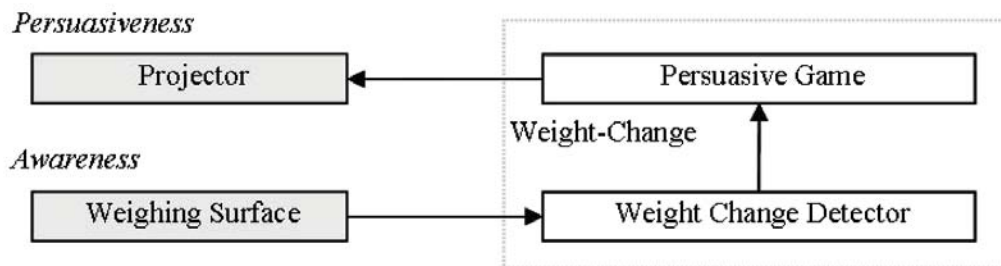 Persuasiveness
Projector
Persuasive Game
Weight-Change
Awareness
Weighing Surface
Weight Change Detector